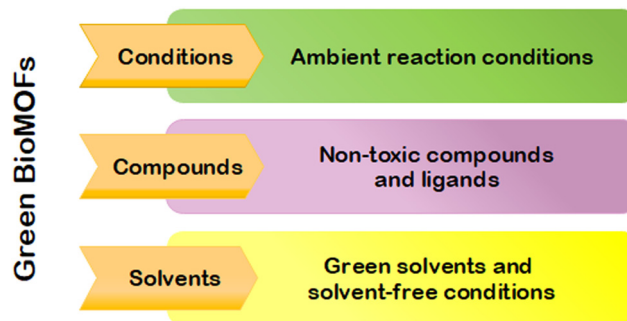 Green BioMOFs
Conditions
Ambient reaction conditions
Compounds
Non-toxic compounds
and ligands
Solvents
Green solvents and
solvent-free conditions